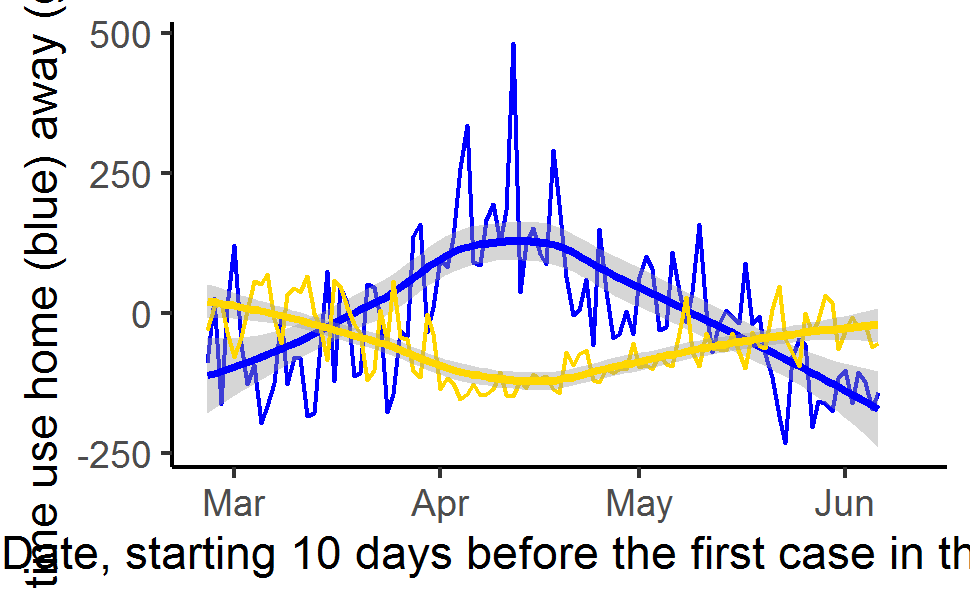 time use home (blue) away (
500
250
0
-250
Mar Apr May Jun
Date, starting 10 days before the first case in th